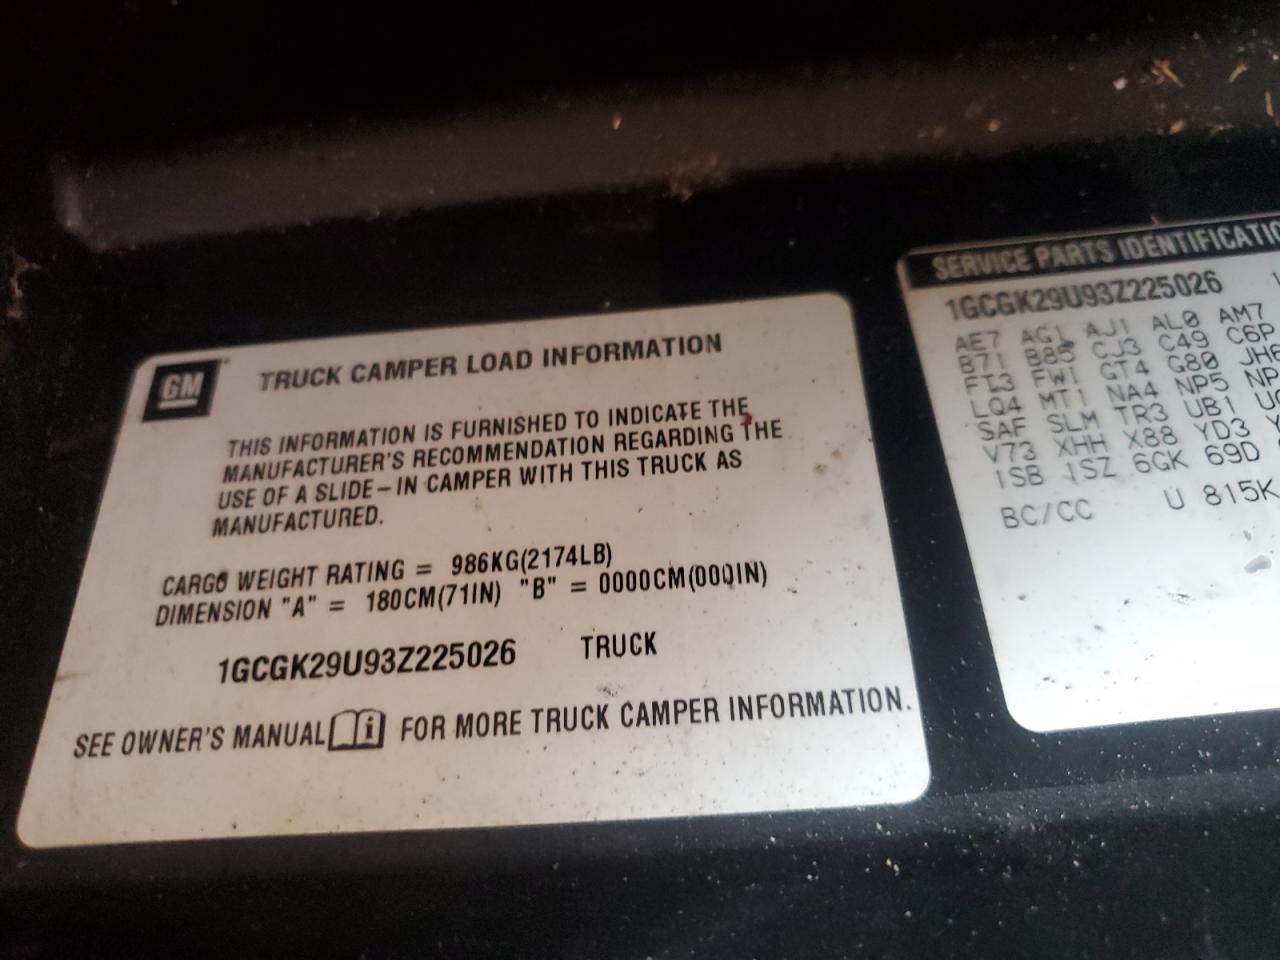 GM
TRUCK CAMPER LOAD INFORMATION
THIS INFORMATION IS FURNISHED TO INDICATE THE
MANUFACTURER'S RECOMMENDATION REGARDING THE
USE OF A SLIDE-IN CAMPER WITH THIS TRUCK AS
MANUFACTURED.
CARGO WEIGHT RATING = 986KG(2174LB)
DIMENSION "A" = 180CM(71IN) "B" = 0000CM(000IN)
1GCGK29U93Z225026 TRUCK
SEE OWNER'S MANUAL i FOR MORE TRUCK CAMPER INFORMATION.
SERVICE PARTS IDENTIFICATIO
1GCGK29U93Z225026
AE7 AG1 AJ1 AL0 AM7
B71 B85 CJ3 C49 C6P
FT3 FW1 GT4 G80 JH6
LQ4 MT1 NA4 NP5 NP
SAF SLM TR3 UB1
V73 XHH X88 YD3
1SB 1SZ 6GK 69D
BC/CC U 815K